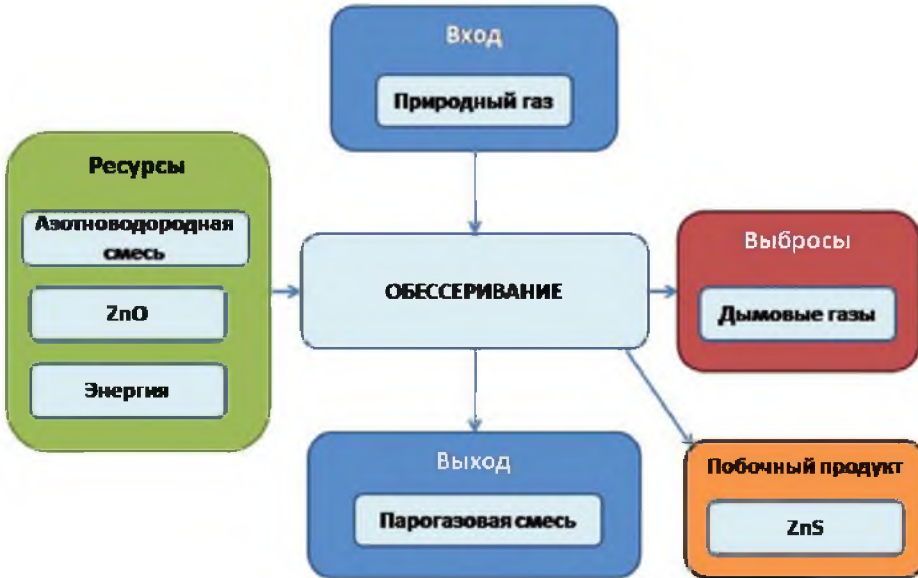 Вход
Природный газ
Ресурсы
Азотноводородная
смесь
ZnO
Энергия
ОБЕССЕРИВАНИЕ
Выбросы
Дымовые газы
Выход
Парогазовая смесь
Побочный продукт
ZnS